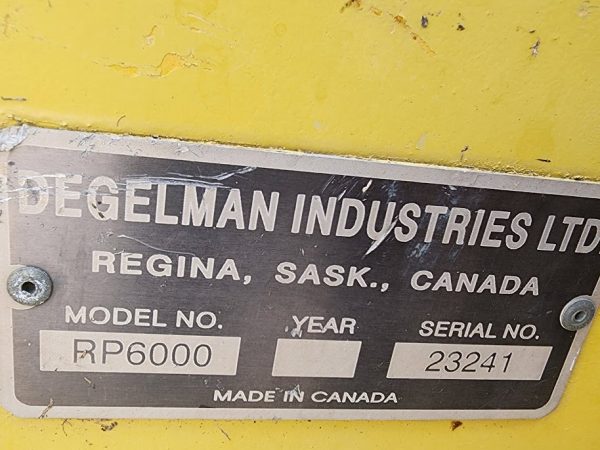 DEGELMAN INDUSTRIES LTD.
REGINA, SASK., CANADA
MODEL NO. YEAR SERIAL NO.
RP6000 23241
MADE IN CANADA